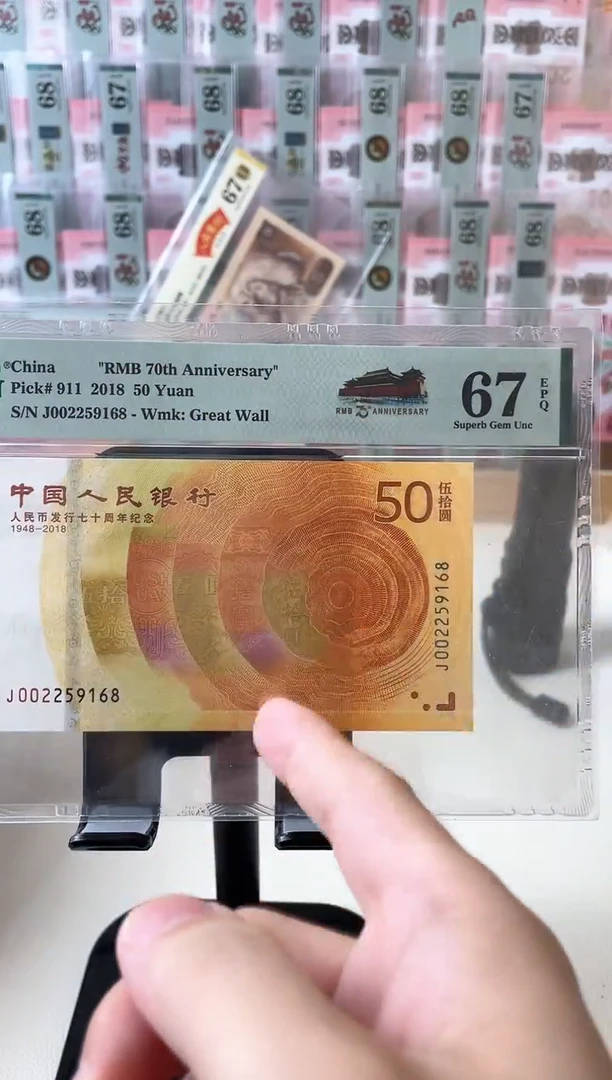 68
67
68
68
68
68
67
68
68
68
68
68
670
®China "RMB 70th Anniversary"
Pick# 911 2018 50 Yuan
S/N J002259168 - Wmk: Great Wall
RMB 70 ANNIVERSARY
67
EPQ
Superb Gem Unc
中国人民银行
人民币发行七十周年纪念
1948-2018
50
伍拾圆
J002259168
J002259168